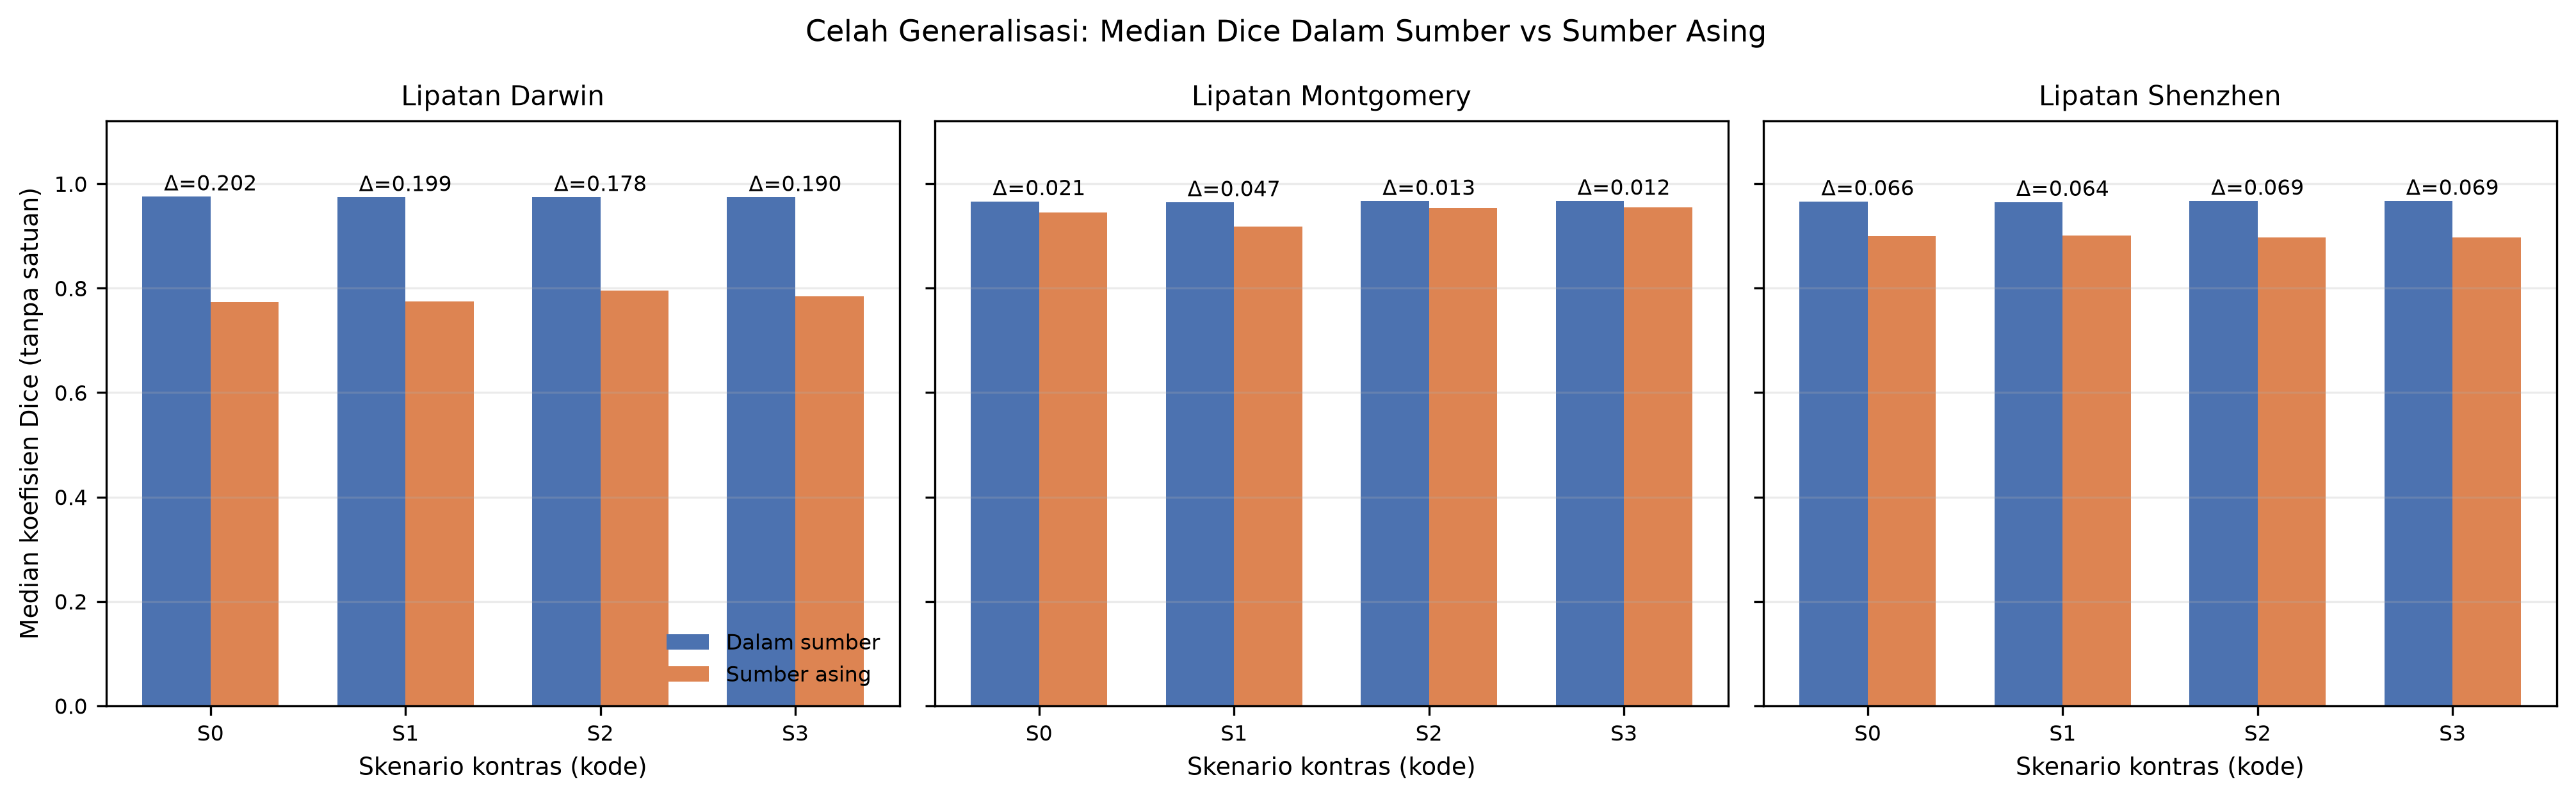 Celah Generalisasi: Median Dice Dalam Sumber vs Sumber Asing
Lipatan Darwin
Median koefisien Dice (tanpa satuan)
1.0
0.8
0.6
0.4
0.2
0.0
Δ=0.202
Δ=0.199
Δ=0.178
Δ=0.190
Dalam sumber
Sumber asing
S0
S1
S2
S3
Skenario kontras (kode)
Lipatan Montgomery
Δ=0.021
Δ=0.047
Δ=0.013
Δ=0.012
S0
S1
S2
S3
Skenario kontras (kode)
Lipatan Shenzhen
Δ=0.066
Δ=0.064
Δ=0.069
Δ=0.069
S0
S1
S2
S3
Skenario kontras (kode)